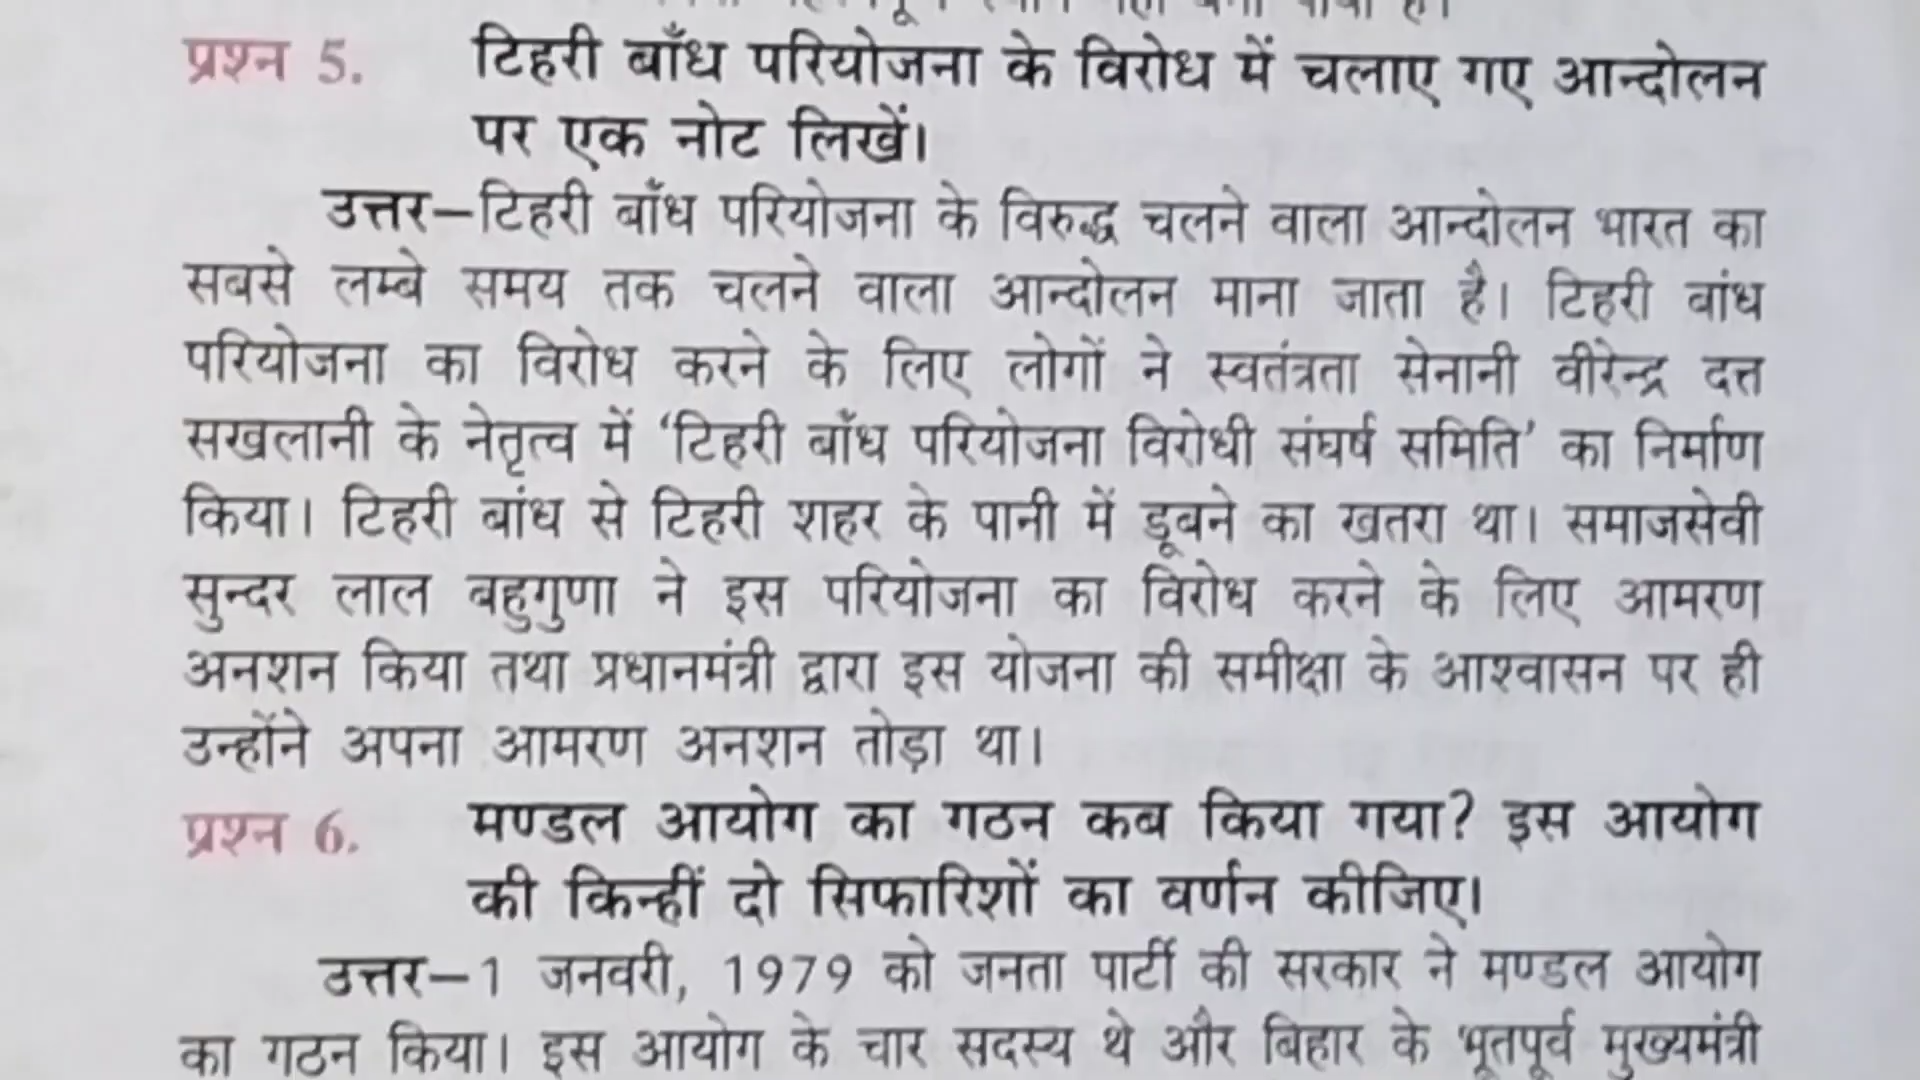 प्रश्न 5. टिहरी बाँध परियोजना के विरोध में चलाए गए आन्दोलन
पर एक नोट लिखें।
उत्तर–टिहरी बाँध परियोजना के विरुद्ध चलने वाला आन्दोलन भारत का
सबसे लम्बे समय तक चलने वाला आन्दोलन माना जाता है। टिहरी बांध
परियोजना का विरोध करने के लिए लोगों ने स्वतंत्रता सेनानी वीरेन्द्र दत्त
सखलानी के नेतृत्व में ‘टिहरी बाँध परियोजना विरोधी संघर्ष समिति’ का निर्माण
किया। टिहरी बांध से टिहरी शहर के पानी में डूबने का खतरा था। समाजसेवी
सुन्दर लाल बहुगुणा ने इस परियोजना का विरोध करने के लिए आमरण
अनशन किया तथा प्रधानमंत्री द्वारा इस योजना की समीक्षा के आश्वासन पर ही
उन्होंने अपना आमरण अनशन तोड़ा था।
प्रश्न 6. मण्डल आयोग का गठन कब किया गया? इस आयोग
की किन्हीं दो सिफारिशों का वर्णन कीजिए।
उत्तर–1 जनवरी, 1979 को जनता पार्टी की सरकार ने मण्डल आयोग
का गठन किया। इस आयोग के चार सदस्य थे और बिहार के भूतपूर्व मुख्यमंत्री